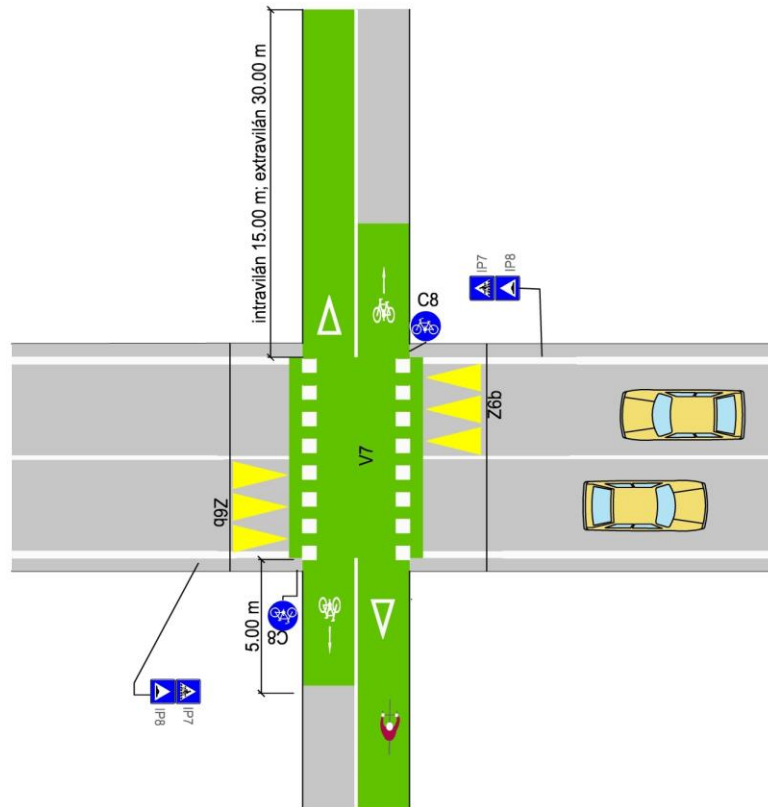 intravilán 15.00 m; extravilán 30.00 m
C8
IP7
IP8
Z6b
V7
Z6b
C8
5.00 m
IP8
IP7